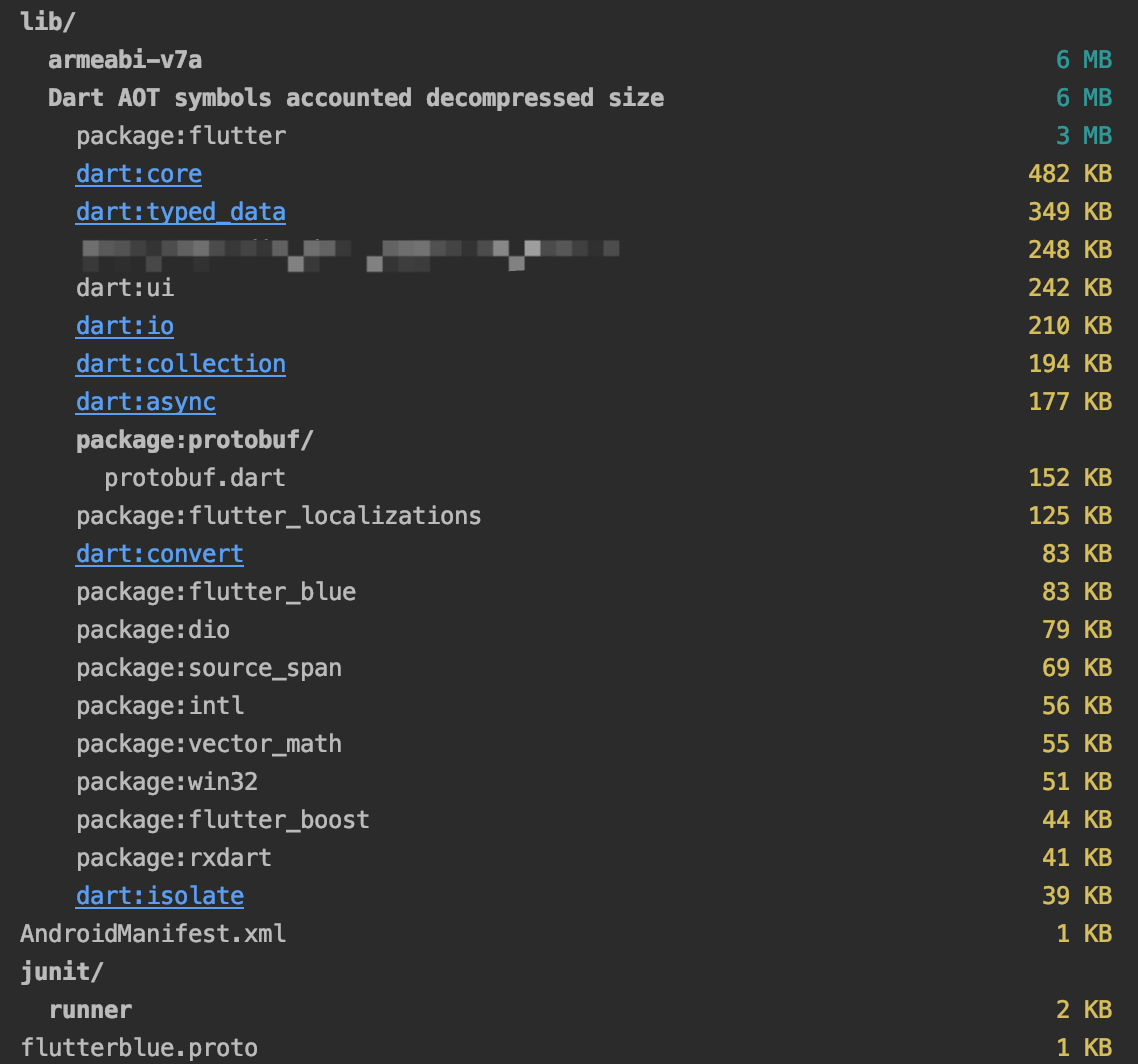 lib/
armeabi-v7a 6 MB
Dart AOT symbols accounted decompressed size 6 MB
package:flutter 3 MB
dart:core 482 KB
dart:typed_data 349 KB
248 KB
dart:ui 242 KB
dart:io 210 KB
dart:collection 194 KB
dart:async 177 KB
package:protobuf/
protobuf.dart 152 KB
package:flutter_localizations 125 KB
dart:convert 83 KB
package:flutter_blue 83 KB
package:dio 79 KB
package:source_span 69 KB
package:intl 56 KB
package:vector_math 55 KB
package:win32 51 KB
package:flutter_boost 44 KB
package:rxdart 41 KB
dart:isolate 39 KB
AndroidManifest.xml 1 KB
junit/
runner 2 KB
flutterblue.proto 1 KB